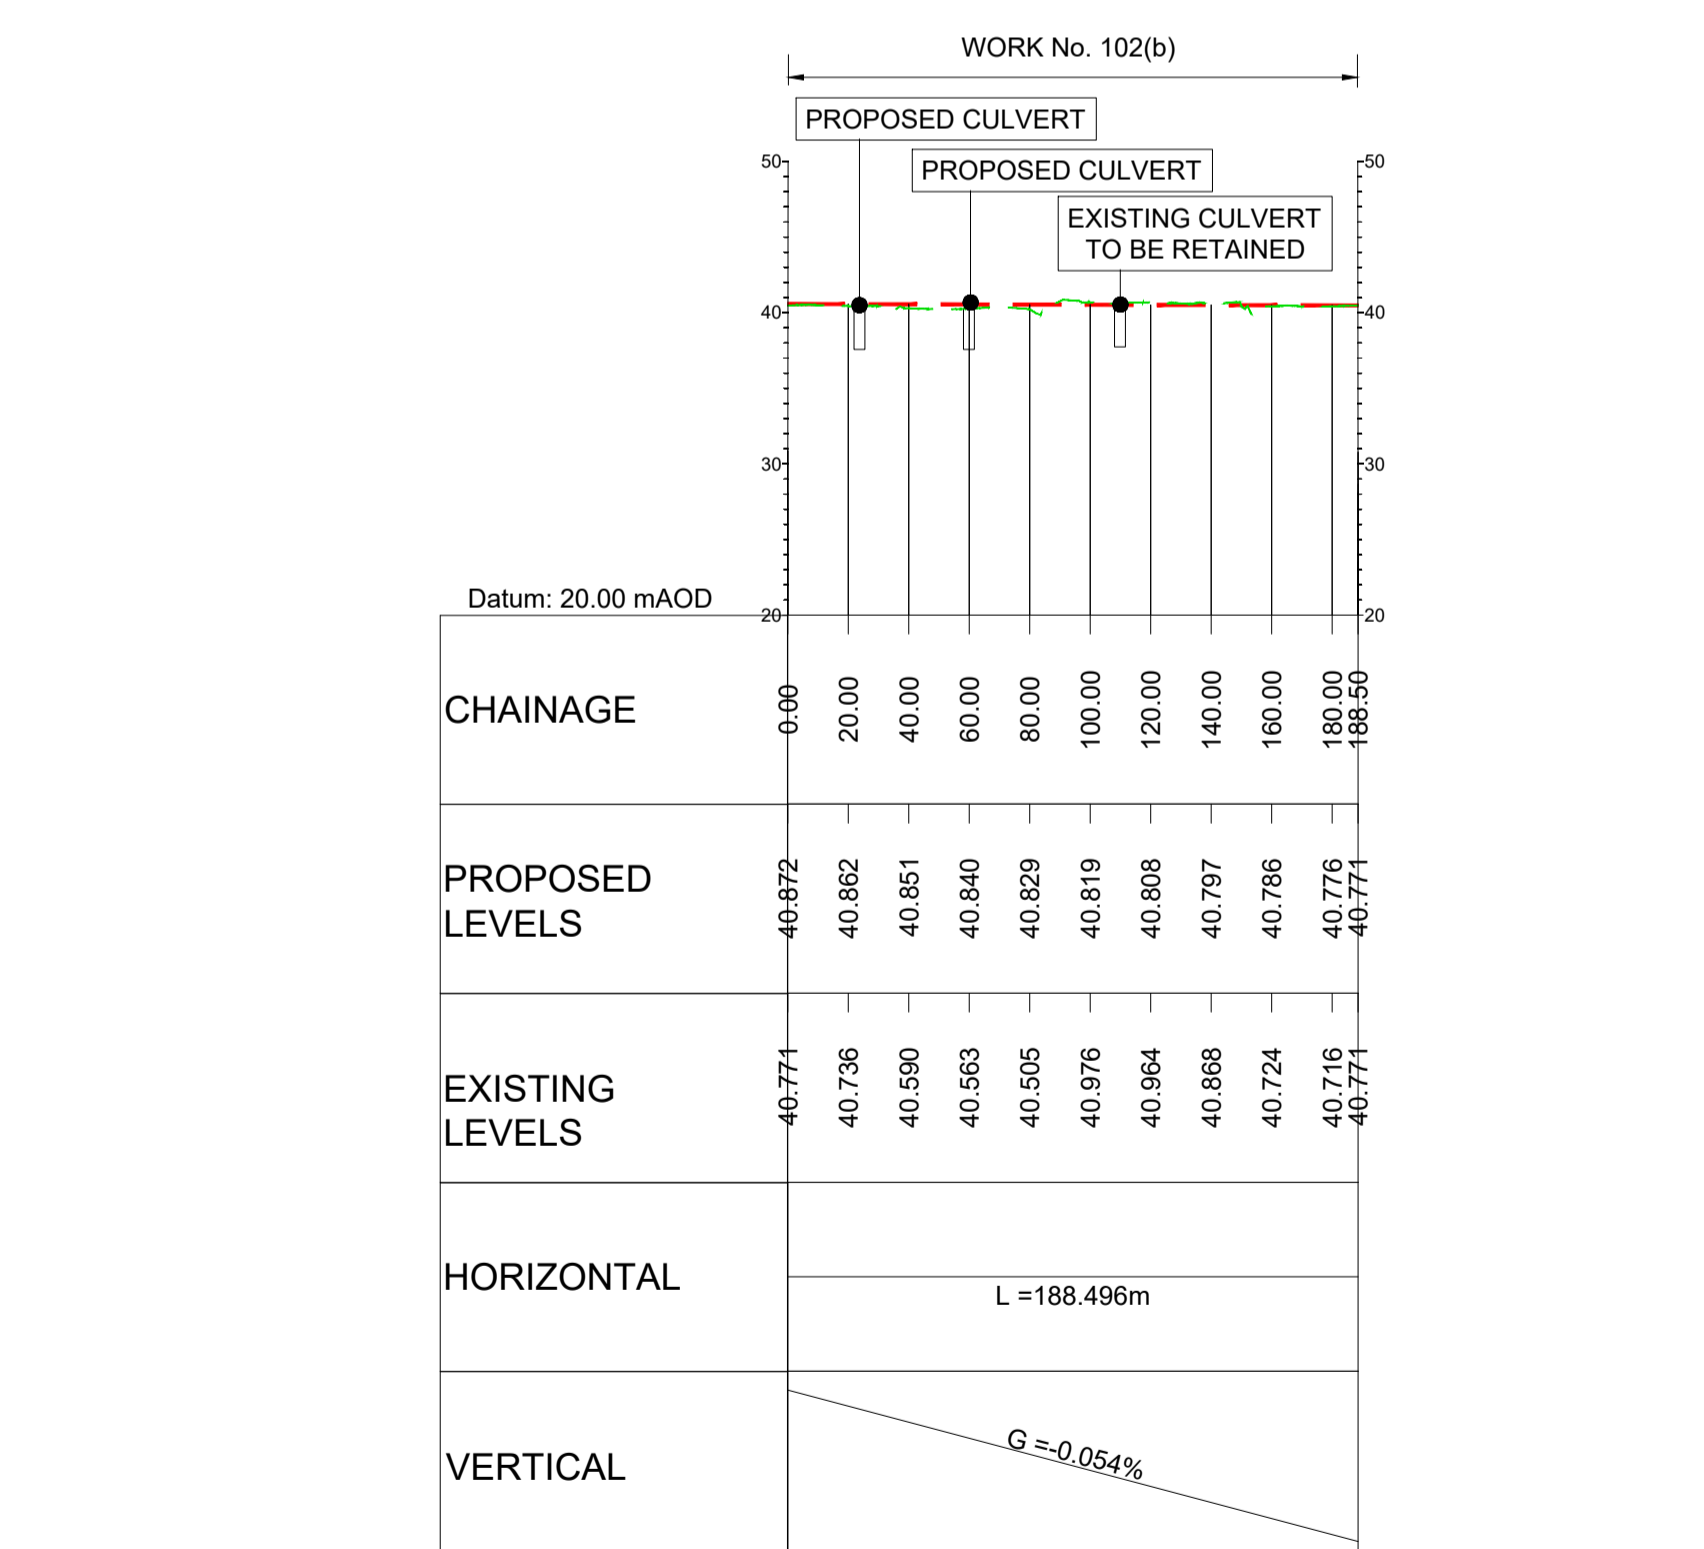 WORK No. 102(b)
PROPOSED CULVERT
PROPOSED CULVERT
EXISTING CULVERT
TO BE RETAINED
50 50
40 40
30 30
20 20
Datum: 20.00 mAOD
CHAINAGE
0.00 20.00 40.00 60.00 80.00 100.00 120.00 140.00 160.00 180.00 188.50
PROPOSED
LEVELS
40.872 40.862 40.851 40.840 40.829 40.819 40.808 40.797 40.786 40.776 40.771
EXISTING
LEVELS
40.771 40.736 40.590 40.563 40.505 40.976 40.964 40.868 40.724 40.716 40.771
HORIZONTAL
L =188.496m
VERTICAL
G =-0.054%